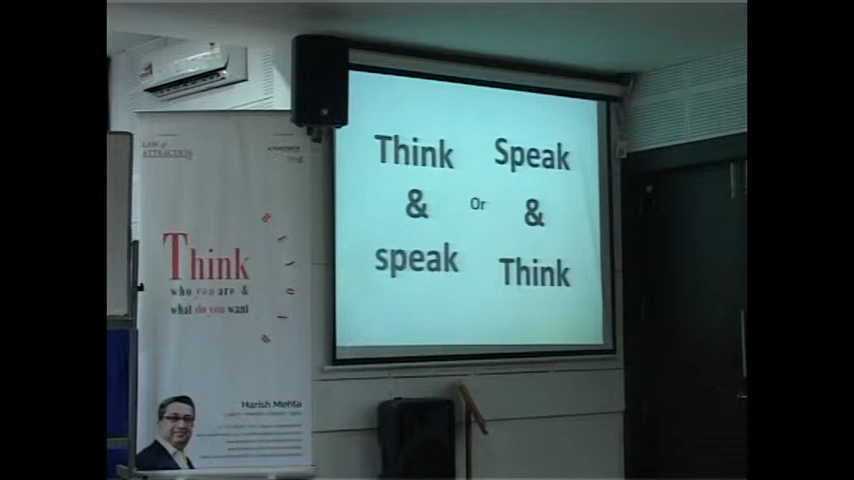 LAW of
ATTRACTION
Think
who you are &
what do you want
Harish Mehta
Think
&
speak
Or
Speak
&
Think